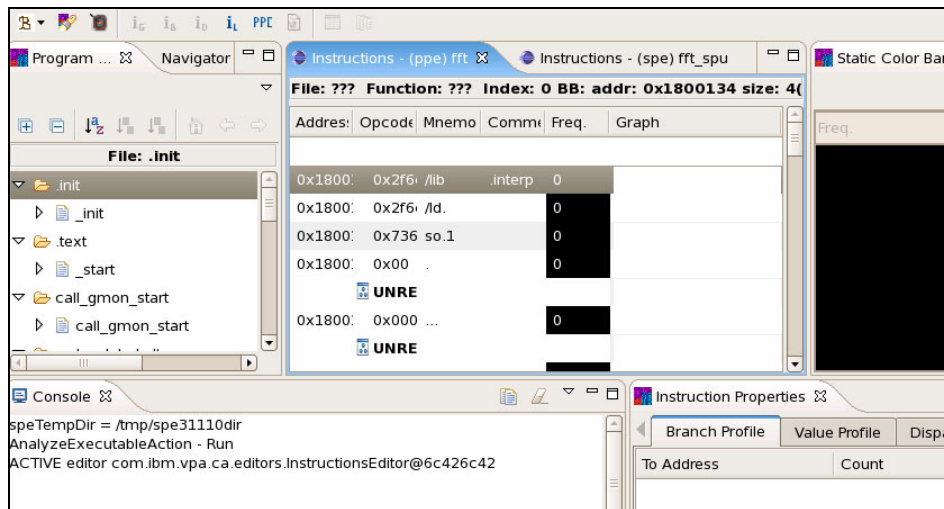 PPC
Program ... Navigator
Instructions - (ppe) fft
Instructions - (spe) fft_spu
Static Color Bar
File: ??? Function: ??? Index: 0 BB: addr: 0x1800134 size: 4(
Address Opcode Mnemo Comme Freq. Graph
Freq.
File: .init
.init
_init
.text
_start
call_gmon_start
call_gmon_start
0x1800 0x2f6 /lib .interp 0
0x1800 0x2f6 /ld. 0
0x1800 0x736 so.1 0
0x1800 0x00 . 0
UNRE
0x1800 0x000 ... 0
UNRE
Console
speTempDir = /tmp/spe31110dir
AnalyzeExecutableAction - Run
ACTIVE editor com.ibm.vpa.ca.editors.InstructionsEditor@6c426c42
Instruction Properties
Branch Profile Value Profile Dispa
To Address Count